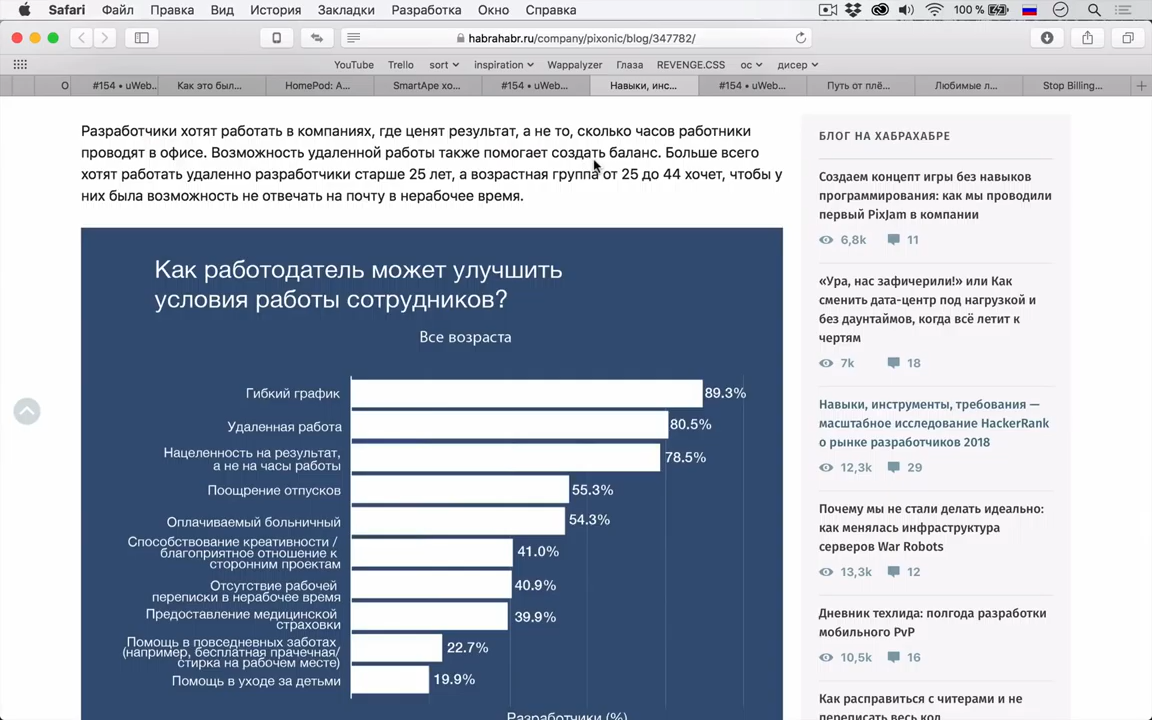 Safari Файл Правка Вид История Закладки Разработка Окно Справка 100 %
habrahabr.ru/company/pixonic/blog/347782/
YouTube Trello sort inspiration Wappalyzer Глаза REVENGE.CSS ос дисер
О #154 • uWeb... Как это был... HomePod: A... SmartApe хо... #154 • uWeb... Навыки, инс... #154 • uWeb... Путь от плё... Любимые л... Stop Billing...
Разработчики хотят работать в компаниях, где ценят результат, а не то, сколько часов работники
проводят в офисе. Возможность удаленной работы также помогает создать баланс. Больше всего
хотят работать удаленно разработчики старше 25 лет, а возрастная группа от 25 до 44 хочет, чтобы у
них была возможность не отвечать на почту в нерабочее время.
Как работодатель может улучшить
условия работы сотрудников?
Все возраста
Гибкий график 89.3%
Удаленная работа 80.5%
Нацеленность на результат,
а не на часы работы 78.5%
Поощрение отпусков 55.3%
Оплачиваемый больничный 54.3%
Способствование креативности /
благоприятное отношение к
сторонним проектам 41.0%
Отсутствие рабочей
переписки в нерабочее время 40.9%
Предоставление медицинской
страховки 39.9%
Помощь в повседневных заботах
(например, бесплатная прачечная/
стирка на рабочем месте) 22.7%
Помощь в уходе за детьми 19.9%
Разработчики (%)
БЛОГ НА ХАБРАХАБРЕ
Создаем концепт игры без навыков
программирования: как мы проводили
первый PixJam в компании
6,8k 11
«Ура, нас зафичерили!» или Как
сменить дата-центр под нагрузкой и
без даунтаймов, когда всё летит к
чертям
7k 18
Навыки, инструменты, требования —
масштабное исследование HackerRank
о рынке разработчиков 2018
12,3k 29
Почему мы не стали делать идеально:
как менялась инфраструктура
серверов War Robots
13,3k 12
Дневник техлида: полгода разработки
мобильного PvP
10,5k 16
Как расправиться с читерами и не
переписать весь код